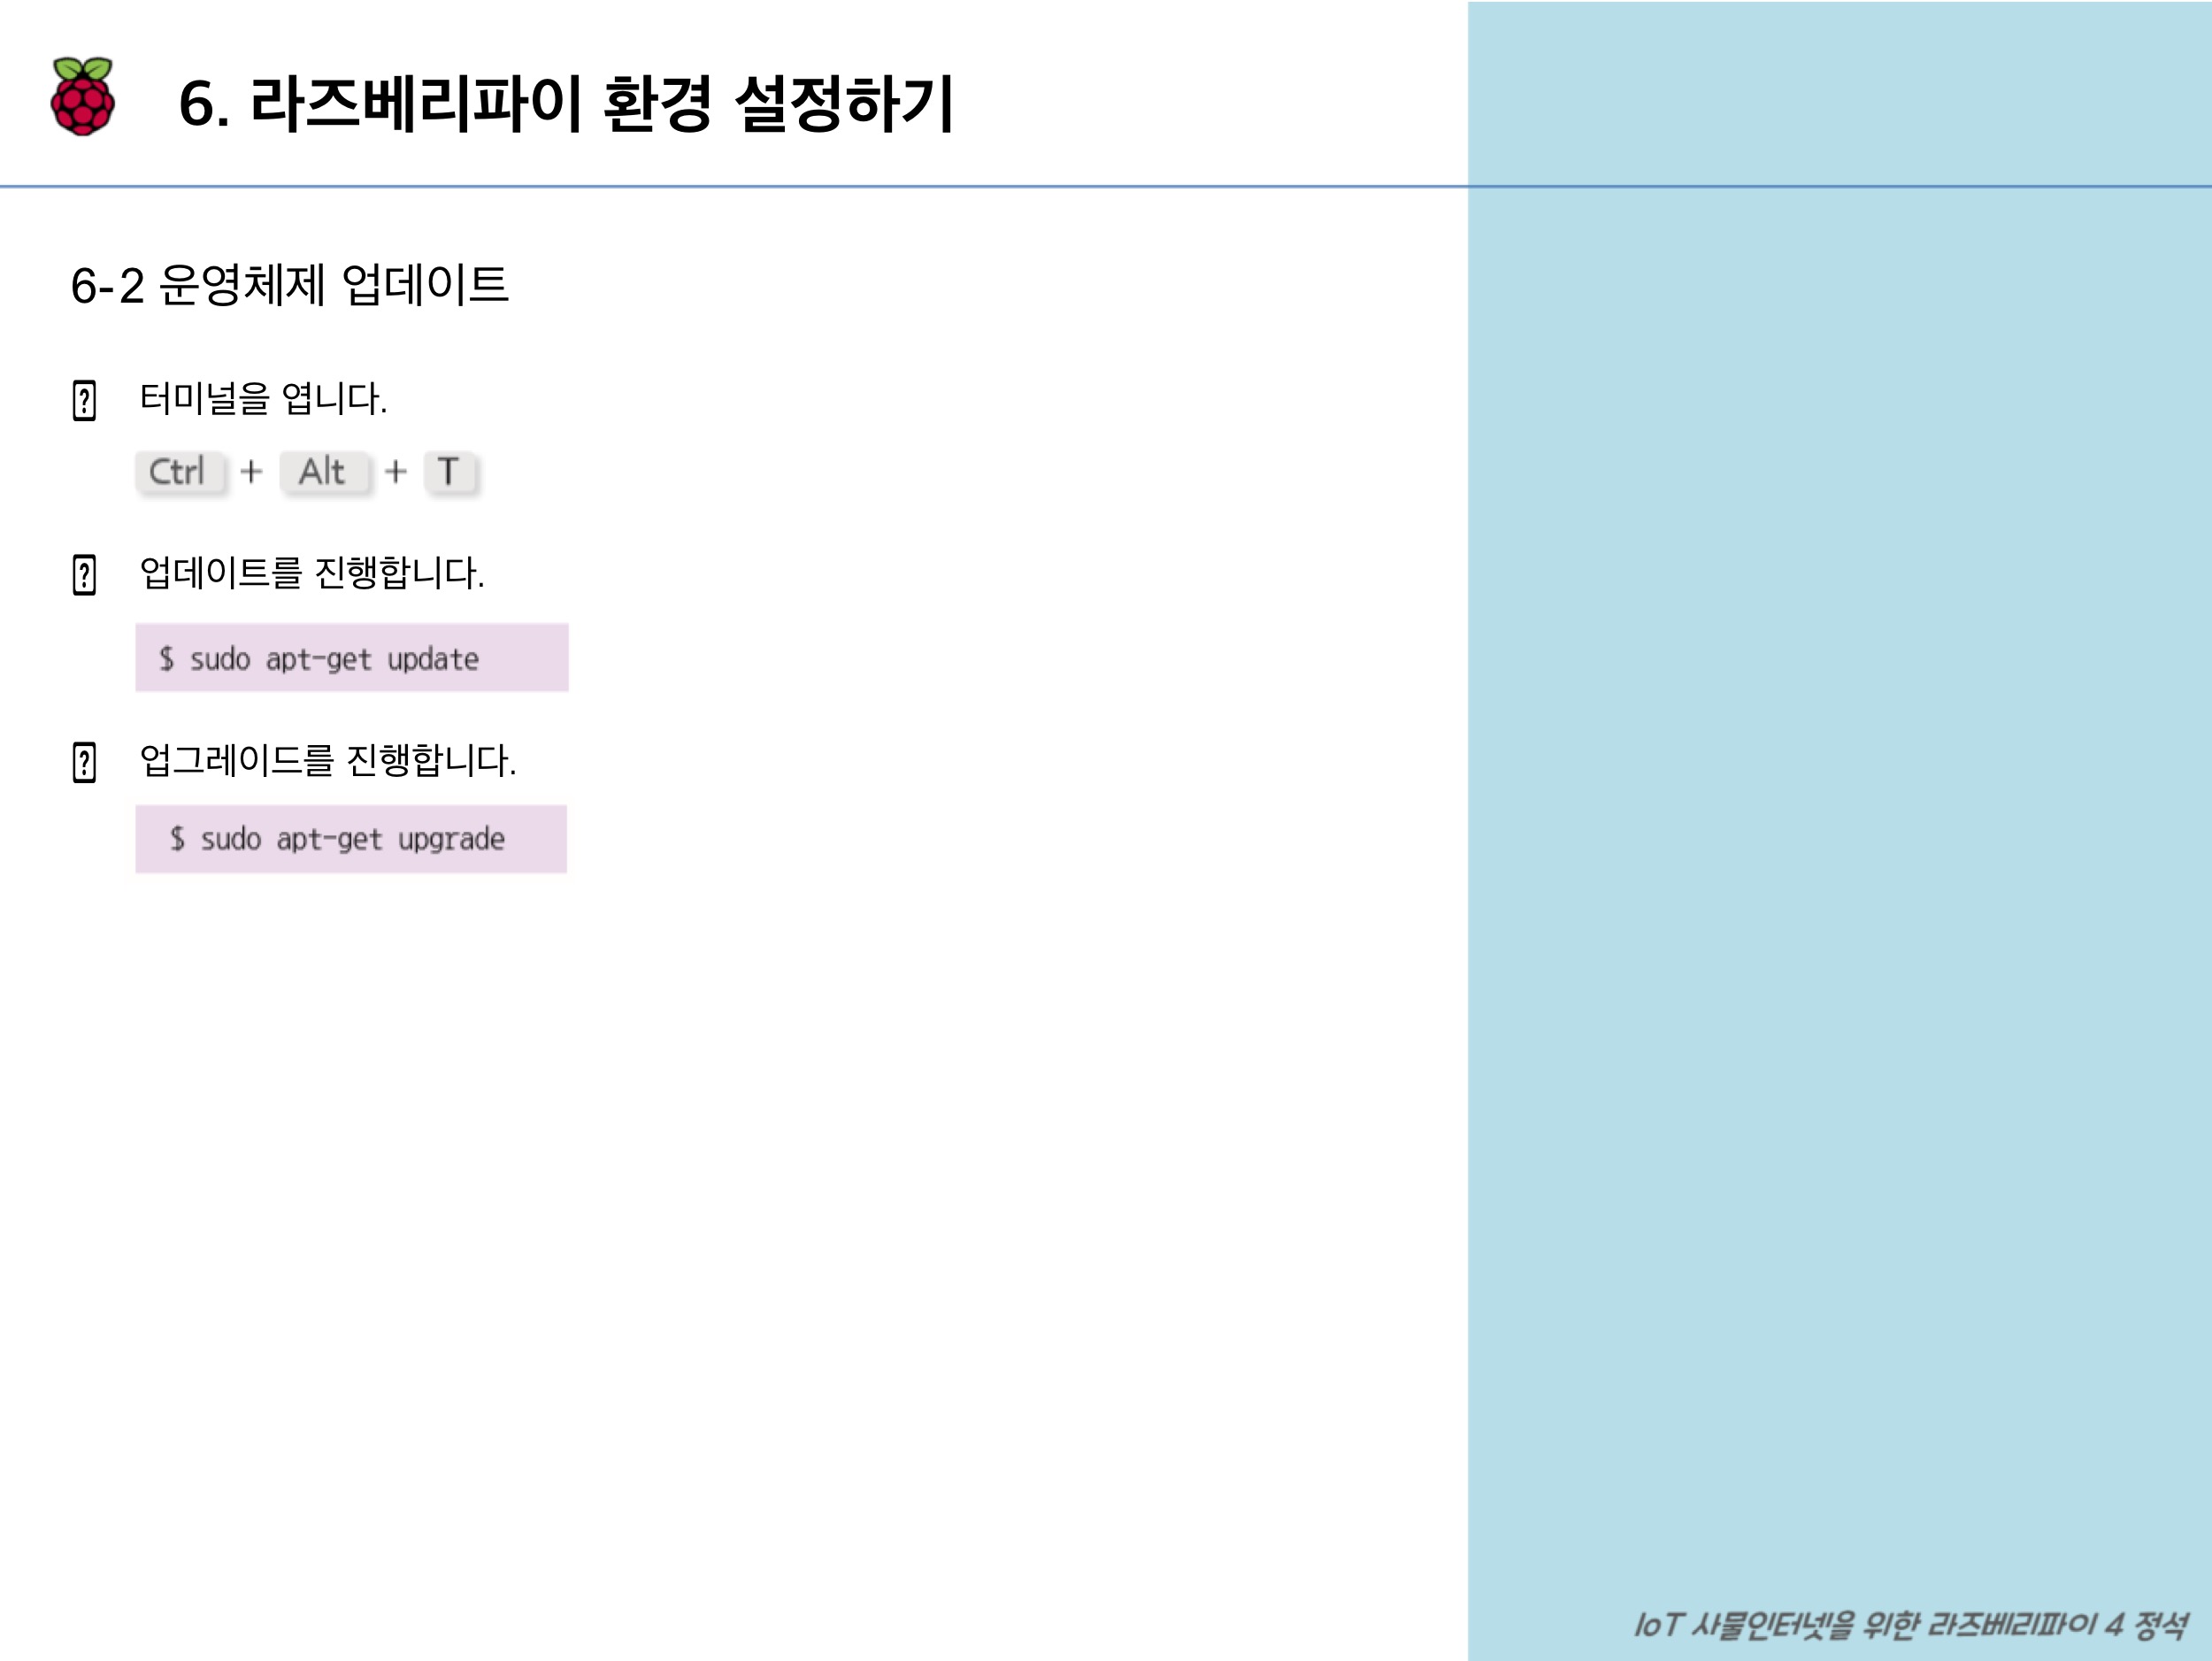 6. 라즈베리파이 환경 설정하기
6-2 운영체제 업데이트
터미널을 엽니다.
Ctrl + Alt + T
업데이트를 진행합니다.
$ sudo apt-get update
업그레이드를 진행합니다.
$ sudo apt-get upgrade
IoT 사물인터넷을 위한 라즈베리파이 4 정석